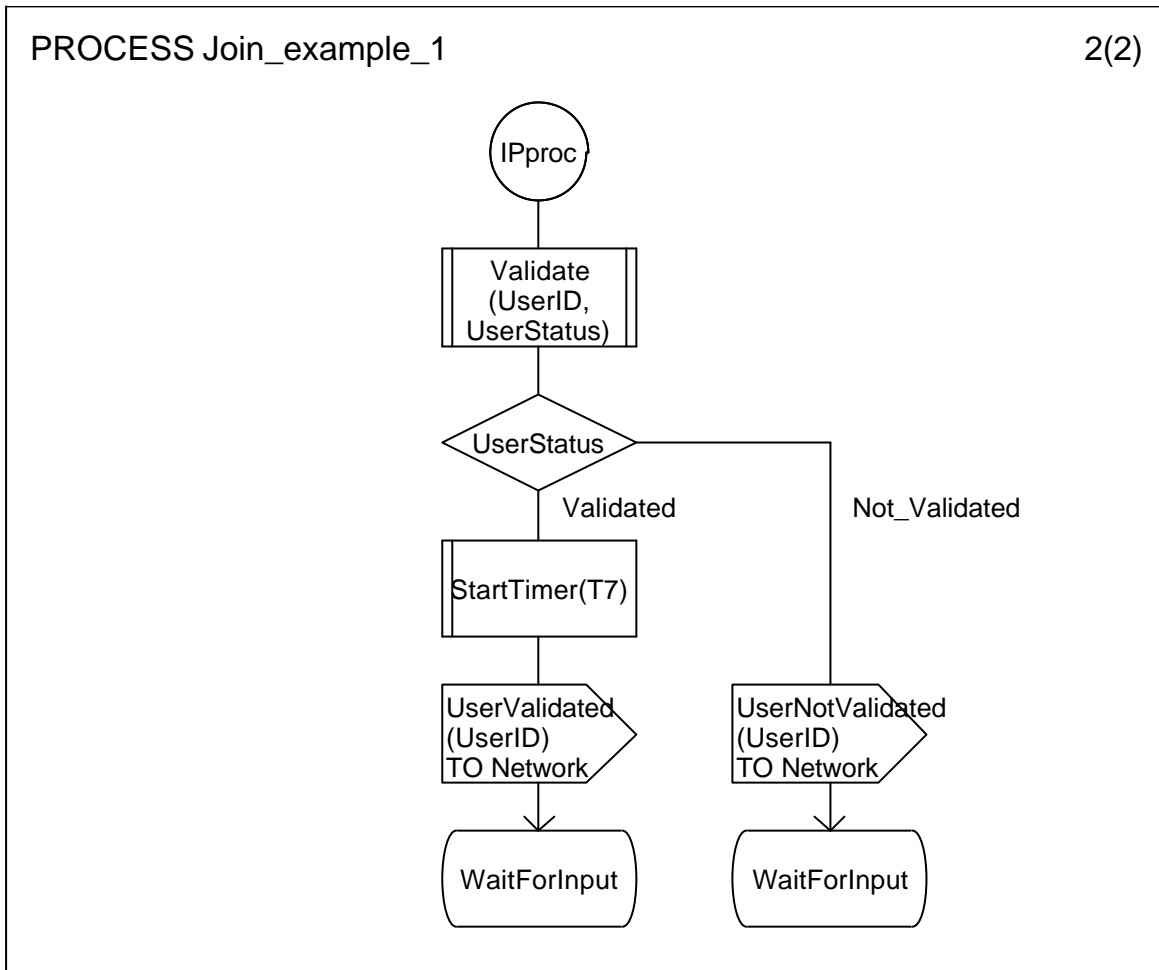 PROCESS Join_example_1
2(2)
IPproc
Validate
(UserID,
UserStatus)
UserStatus
Validated
Not_Validated
StartTimer(T7)
UserValidated
(UserID)
TO Network
UserNotValidated
(UserID)
TO Network
WaitForInput
WaitForInput